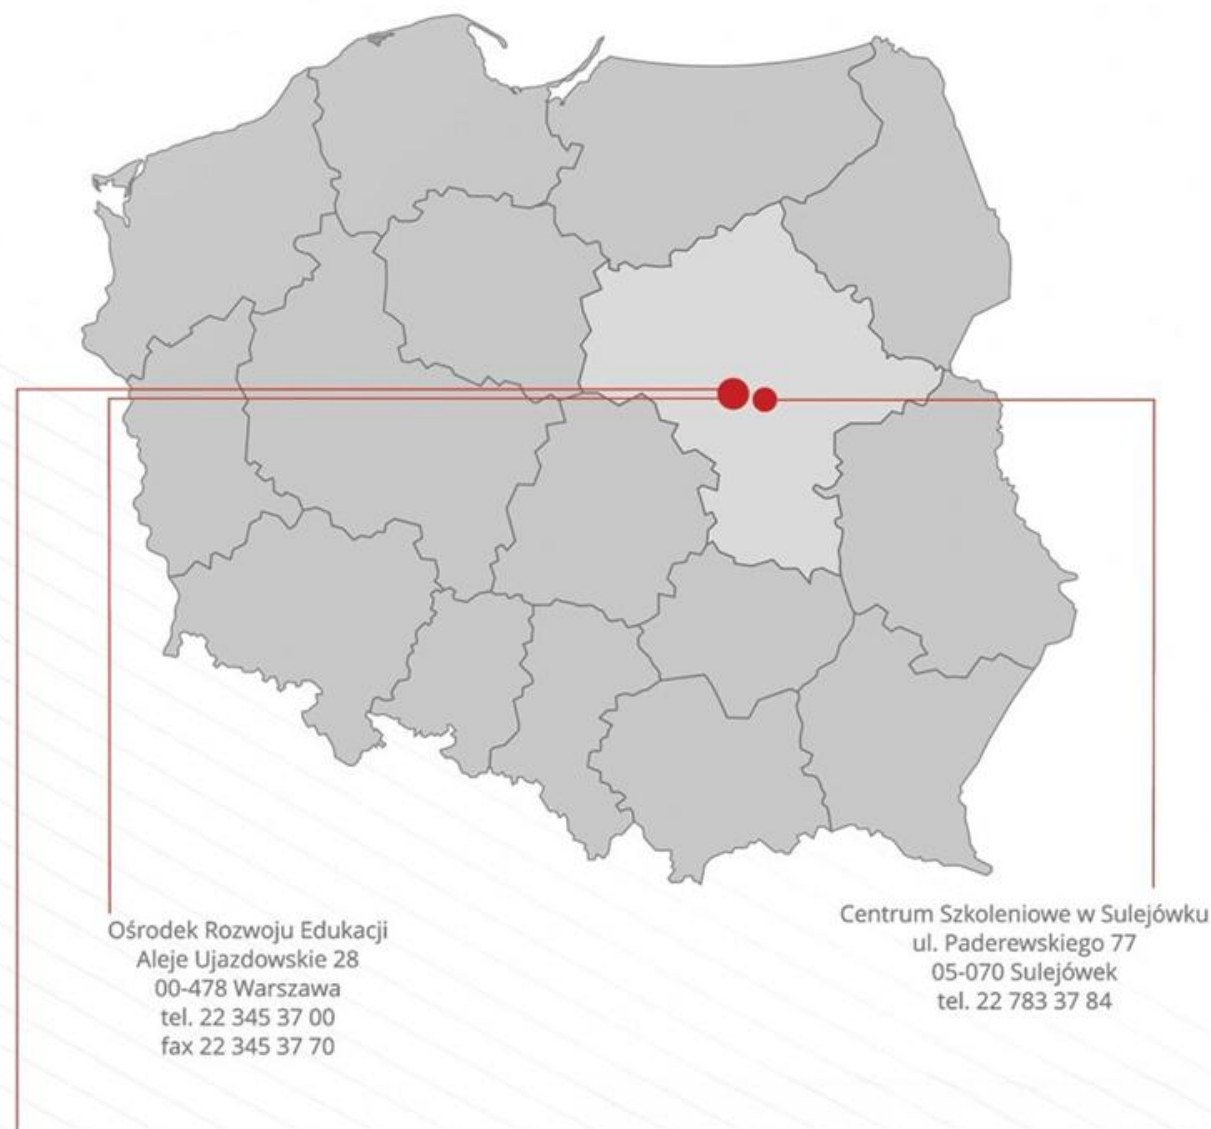 Ośrodek Rozwoju Edukacji
Aleje Ujazdowskie 28
00-478 Warszawa
tel. 22 345 37 00
fax 22 345 37 70
Centrum Szkoleniowe w Sulejówku
ul. Paderewskiego 77
05-070 Sulejówek
tel. 22 783 37 84